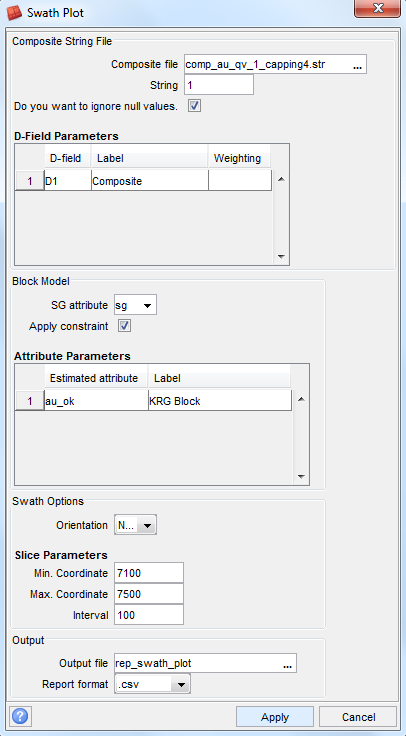 Swath Plot
Composite String File
Composite file comp_au_qv_1_capping4.str ...
String 1
Do you want to ignore null values.
D-Field Parameters
D-field Label Weighting
1 D1 Composite
Block Model
SG attribute sg
Apply constraint
Attribute Parameters
Estimated attribute Label
1 au_ok KRG Block
Swath Options
Orientation N...
Slice Parameters
Min. Coordinate 7100
Max. Coordinate 7500
Interval 100
Output
Output file rep_swath_plot ...
Report format .csv
? Apply Cancel